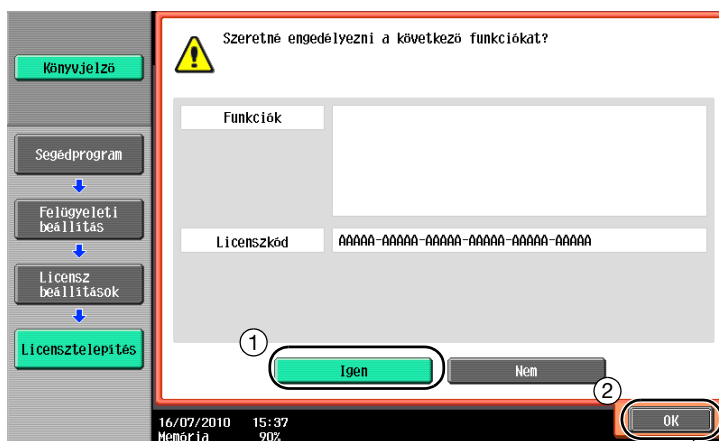 Szeretné engedélyezni a következő funkciókat?
Könyvjelző
Funkciók
Segédprogram
Felügyeleti
beállítás
Licenszkód
AAAAA-AAAAA-AAAAA-AAAAA-AAAAA-AAAAA
Licensz
beállítások
Licensztelepítés
1
Igen
Nem
2
OK
16/07/2010 15:37
Memória 90%